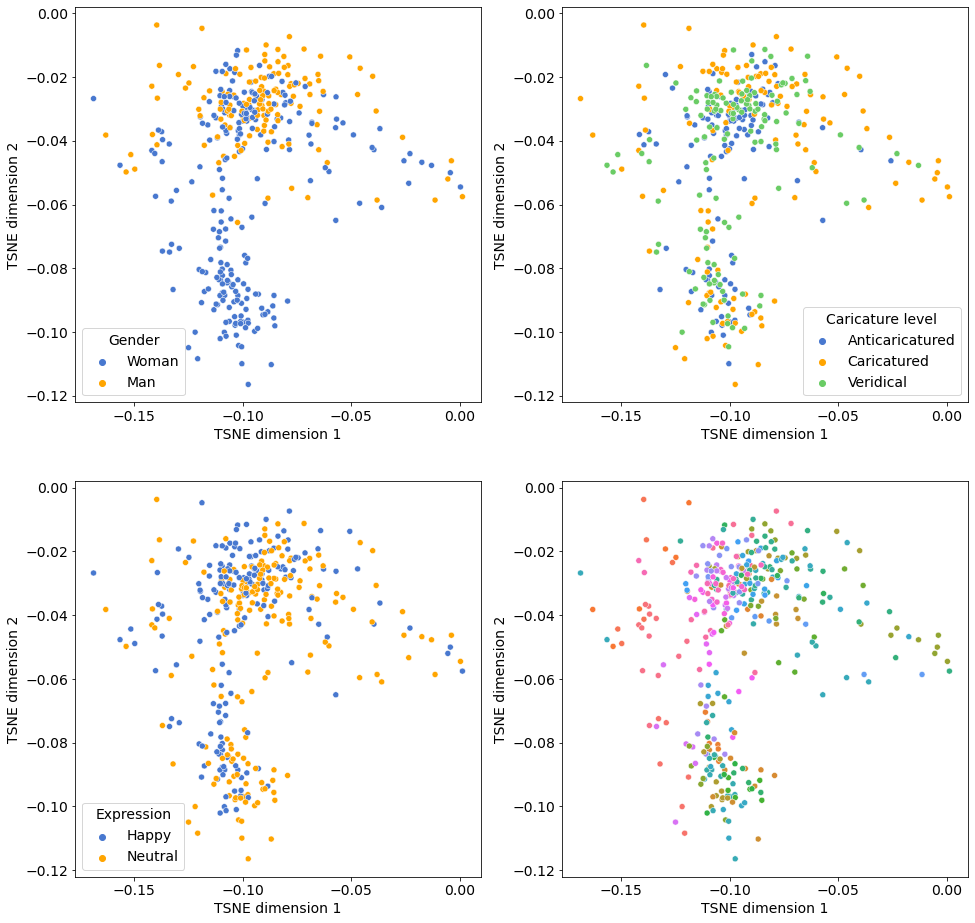 0.00
−0.02
−0.04
−0.06
−0.08
−0.10
−0.12
TSNE dimension 2
Gender
Woman
Man
−0.15
−0.10
−0.05
0.00
TSNE dimension 1
0.00
−0.02
−0.04
−0.06
−0.08
−0.10
−0.12
TSNE dimension 2
Caricature level
Anticaricatured
Caricatured
Veridical
−0.15
−0.10
−0.05
0.00
TSNE dimension 1
0.00
−0.02
−0.04
−0.06
−0.08
−0.10
−0.12
TSNE dimension 2
Expression
Happy
Neutral
−0.15
−0.10
−0.05
0.00
TSNE dimension 1
0.00
−0.02
−0.04
−0.06
−0.08
−0.10
−0.12
TSNE dimension 2
−0.15
−0.10
−0.05
0.00
TSNE dimension 1